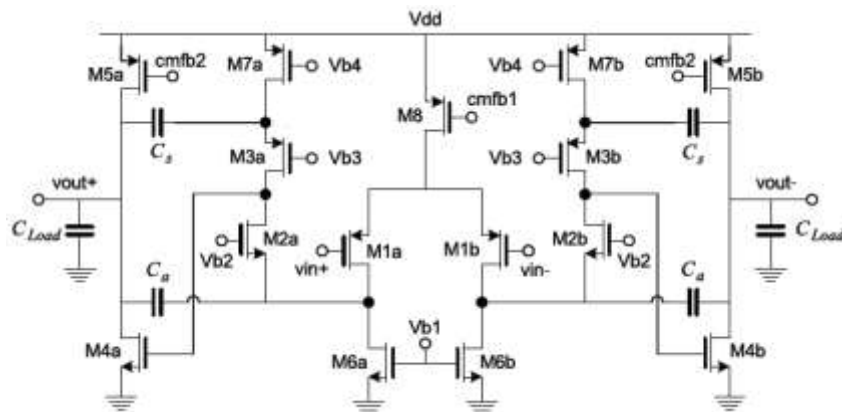 Vdd
cmfb2
M5a
M7a
Vb4
M8
cmfb1
Vb4
M7b
cmfb2
M5b
Cs
M3a
Vb3
Vb3
M3b
Cs
vout+
CLoad
Vb2
M2a
vin+
M1a
M1b
vin-
M2b
Vb2
vout-
CLoad
Ca
Ca
M4a
M6a
Vb1
M6b
M4b